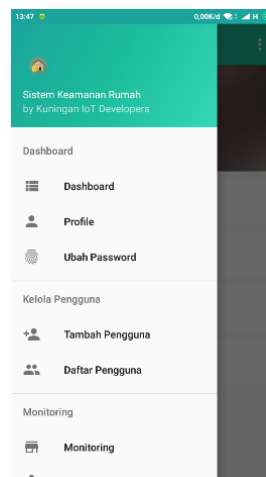 13:47 0,00K/d H
Sistem Keamanan Rumah
by Kuningan IoT Developers
Dashboard
Dashboard
Profile
Ubah Password
Kelola Pengguna
Tambah Pengguna
Daftar Pengguna
Monitoring
Monitoring